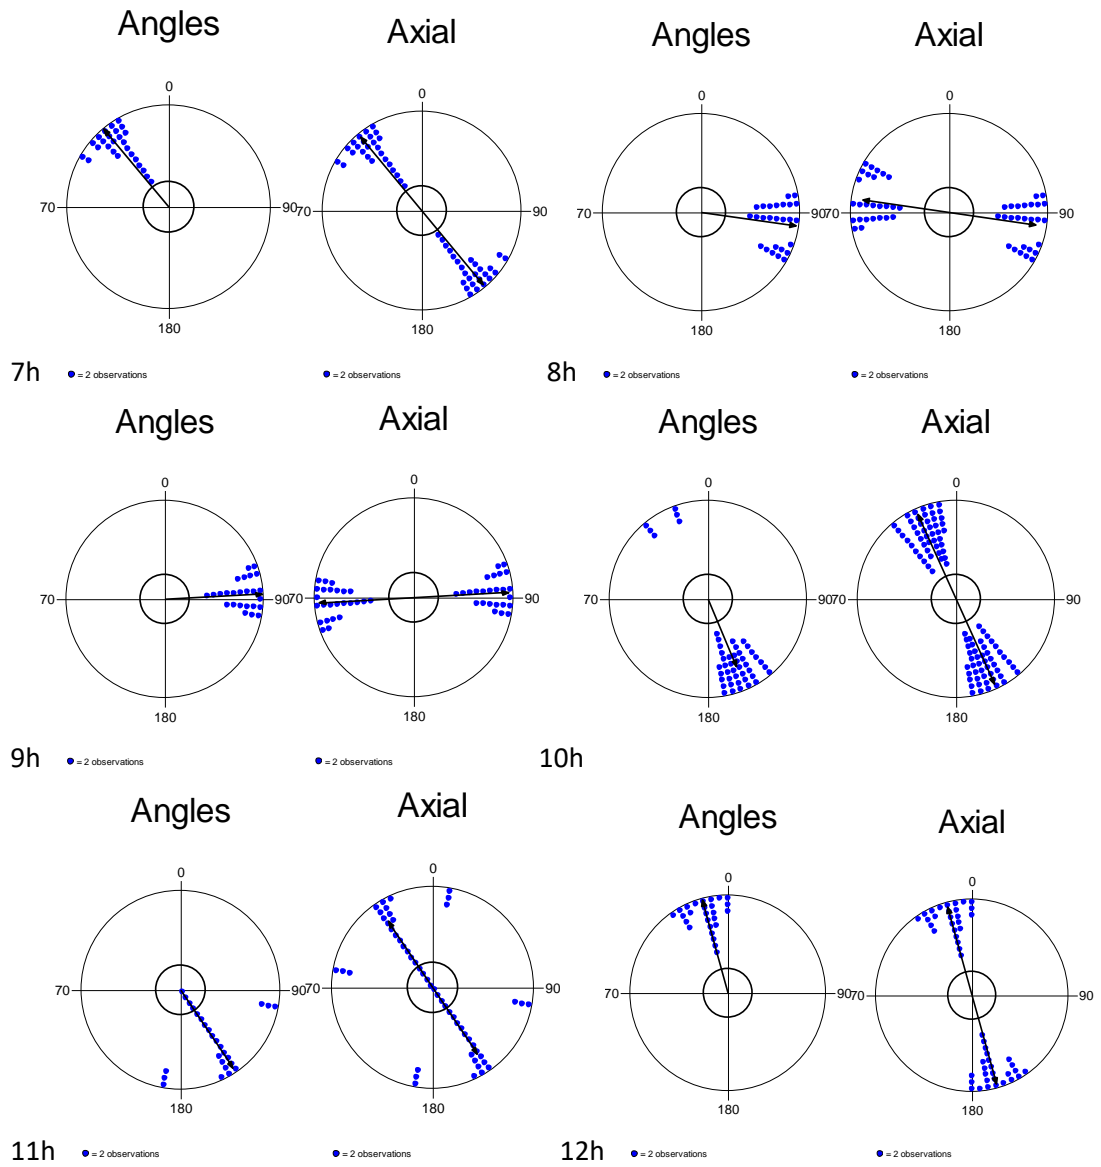 Angles Axial Angles Axial
0 0 0 0
70 90 70 90 70 90 70 90
180 180 180 180
7h = 2 observations = 2 observations 8h = 2 observations = 2 observations
Angles Axial Angles Axial
0 0 0 0
70 90 70 90 70 90 70 90
180 180 180 180
9h = 2 observations = 2 observations 10h
Angles Axial Angles Axial
0 0 0 0
70 90 70 90 70 90 70 90
180 180 180 180
11h = 2 observations = 2 observations 12h = 2 observations = 2 observations